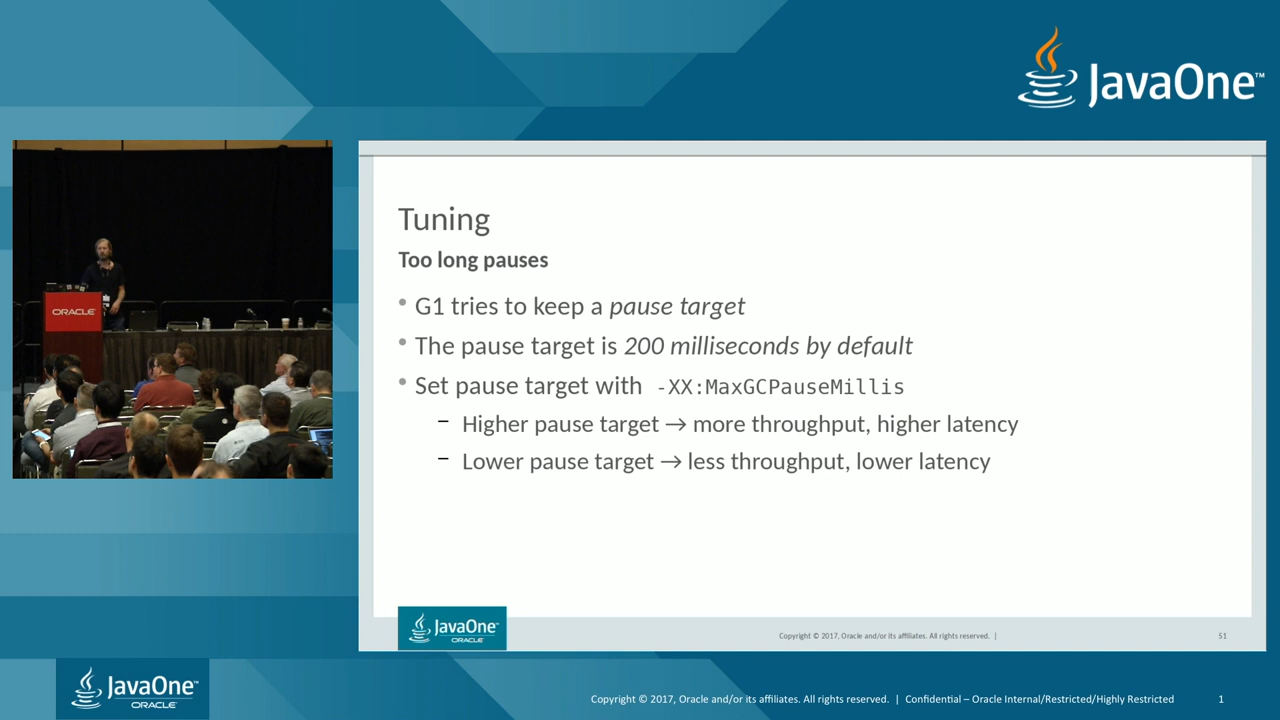 JavaOne™
ORACLE
Tuning
Too long pauses
• G1 tries to keep a pause target
• The pause target is 200 milliseconds by default
• Set pause target with -XX:MaxGCPauseMillis
– Higher pause target → more throughput, higher latency
– Lower pause target → less throughput, lower latency
JavaOne™
ORACLE
Copyright © 2017, Oracle and/or its affiliates. All rights reserved. |
51
JavaOne™
ORACLE
Copyright © 2017, Oracle and/or its affiliates. All rights reserved. | Confidential – Oracle Internal/Restricted/Highly Restricted
1